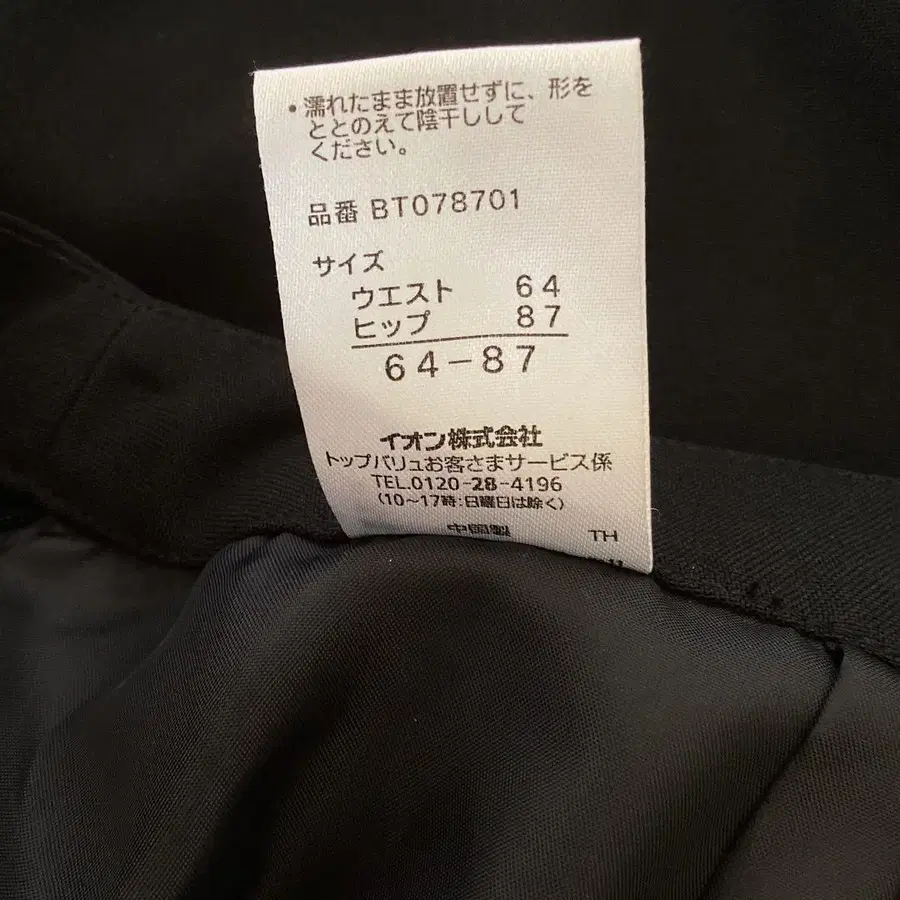 ・濡れたまま放置せずに、形を
ととのえて陰干しして
ください。
品番 BT078701
サイズ
ウエスト 64
ヒップ 87
64-87
イオン株式会社
トップバリュお客さまサービス係
TEL.0120-28-4196
(10~17時:日曜日は除く)
中国製 TH